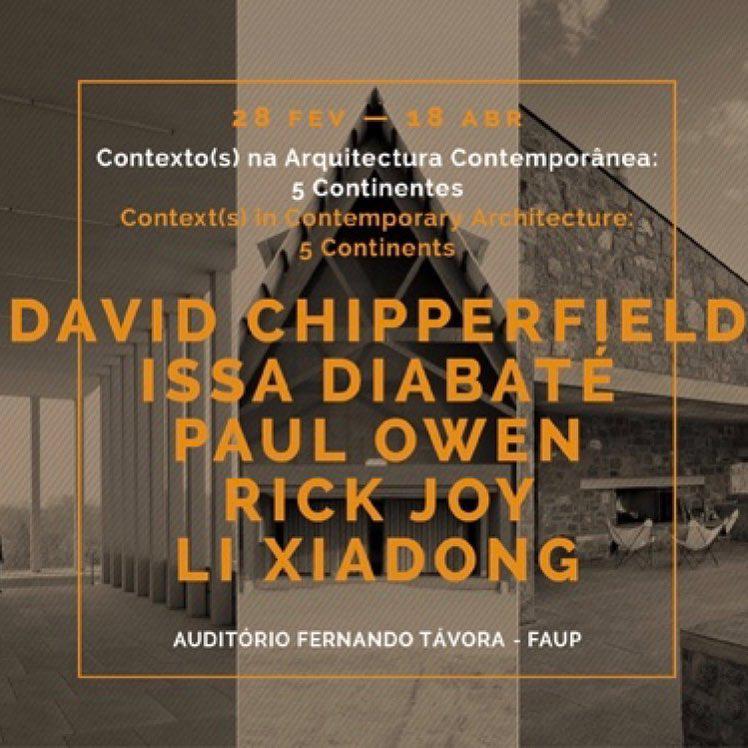 28 FEV — 18 ABR
Contexto(s) na Arquitectura Contemporânea:
5 Continentes
Context(s) in Contemporary Architecture:
5 Continents
DAVID CHIPPERFIELD
ISSA DIABATÉ
PAUL OWEN
RICK JOY
LI XIADONG
AUDITÓRIO FERNANDO TÁVORA - FAUP